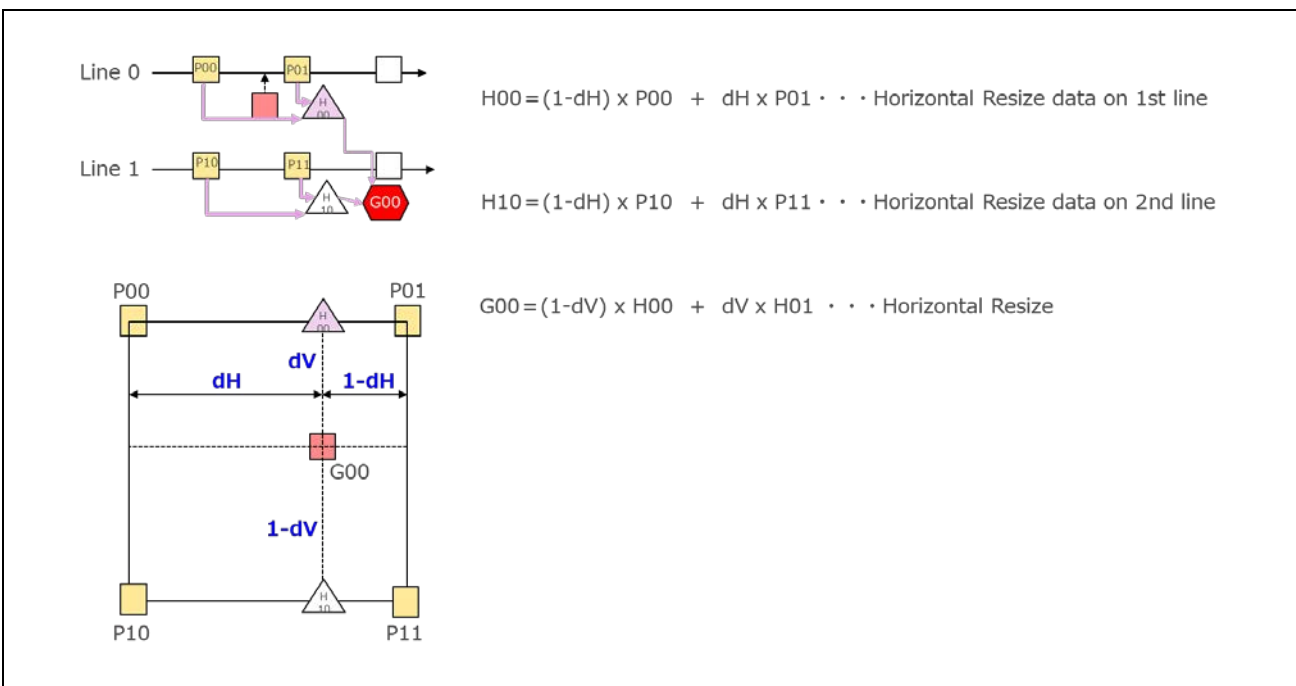 Line 0
P00
P01
H
00
H00=(1-dH) x P00 + dH x P01・・・Horizontal Resize data on 1st line
Line 1
P10
P11
H
10
G00
H10=(1-dH) x P10 + dH x P11・・・Horizontal Resize data on 2nd line
G00=(1-dV) x H00 + dV x H01・・・Horizontal Resize
P00
P01
H
00
dV
dH
1-dH
G00
1-dV
H
10
P10
P11